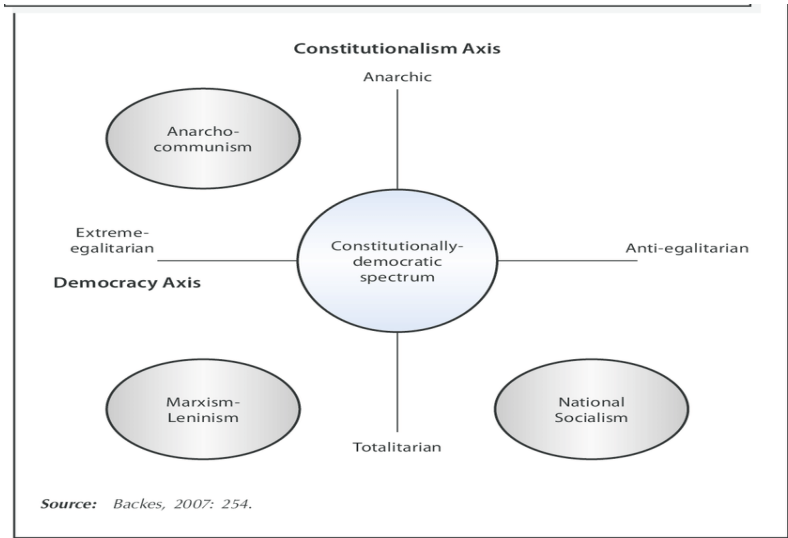 Constitutionalism Axis
Anarchic
Anarcho-
communism
Extreme-
egalitarian
Constitutionally-
democratic
spectrum
Anti-egalitarian
Democracy Axis
Marxism-
Leninism
National
Socialism
Totalitarian
Source: Backes, 2007: 254.